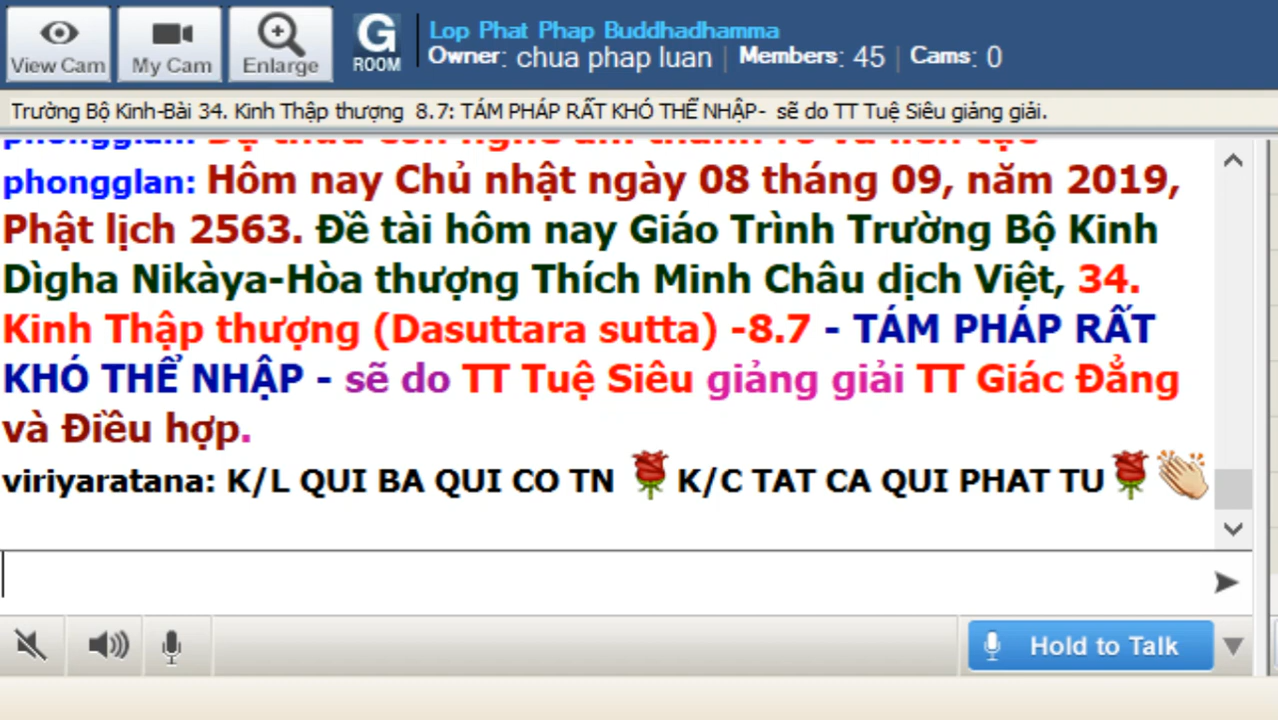 Lop Phat Phap Buddhadhamma
View Cam My Cam Enlarge G ROOM Owner: chua phap luan | Members: 45 | Cams: 0
Trường Bộ Kinh-Bài 34. Kinh Thập thượng 8.7: TÁM PHÁP RẤT KHÓ THỂ NHẬP- sẽ do TT Tuệ Siêu giảng giải.
phongglan: Hôm nay Chủ nhật ngày 08 tháng 09, năm 2019,
Phật lịch 2563. Đề tài hôm nay Giáo Trình Trường Bộ Kinh
Dìgha Nikàya-Hòa thượng Thích Minh Châu dịch Việt, 34.
Kinh Thập thượng (Dasuttara sutta) -8.7 - TÁM PHÁP RẤT
KHÓ THỂ NHẬP - sẽ do TT Tuệ Siêu giảng giải TT Giác Đẳng
và Điều hợp.
viriyaratana: K/L QUI BA QUI CO TN K/C TAT CA QUI PHAT TU
Hold to Talk